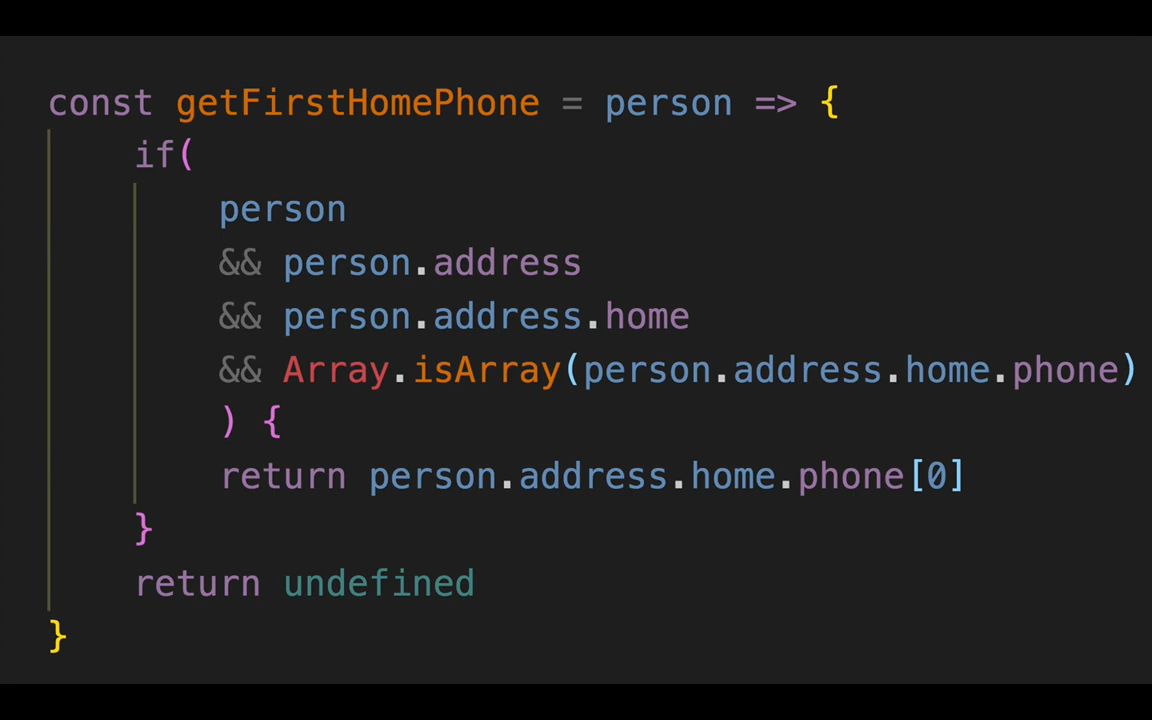 const getFirstHomePhone = person => {
    if(
        person
        && person.address
        && person.address.home
        && Array.isArray(person.address.home.phone)
        ) {
        return person.address.home.phone[0]
    }
    return undefined
}